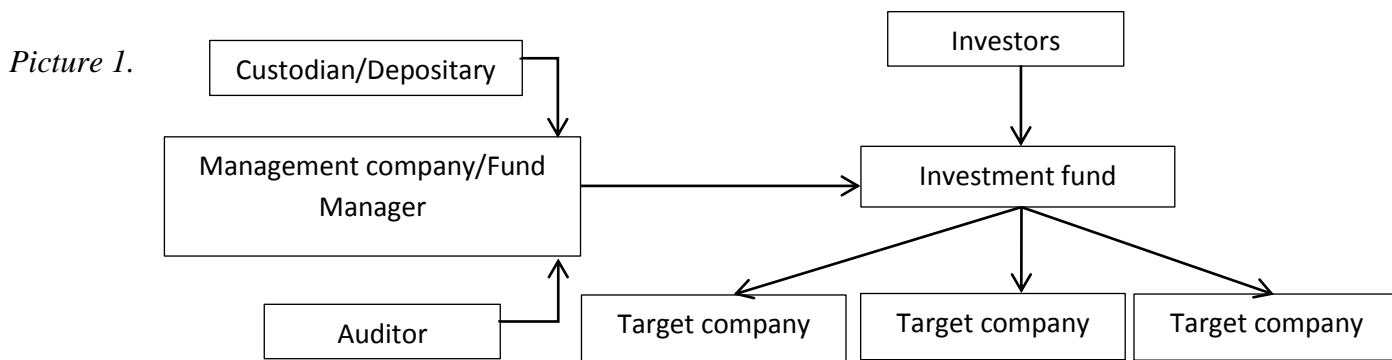 Picture 1.
Custodian/Depositary
Investors
Management company/Fund
Manager
Investment fund
Auditor
Target company
Target company
Target company